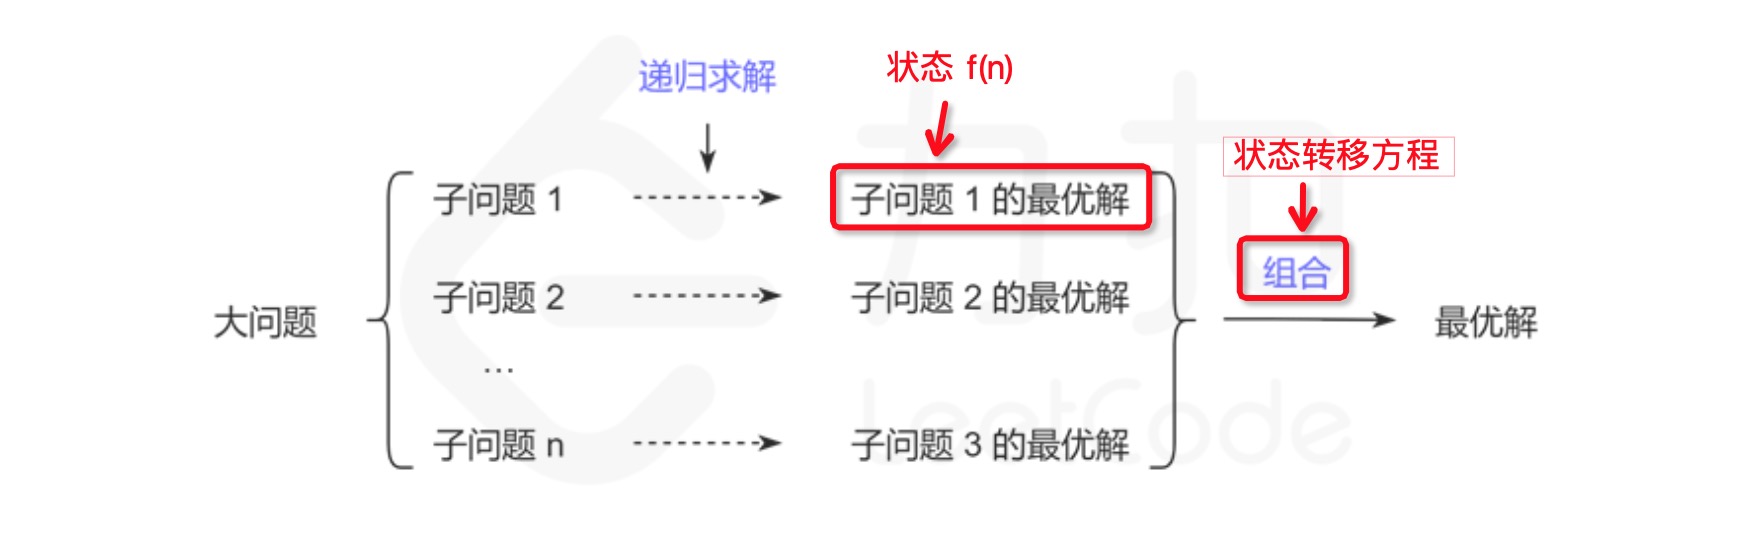 递归求解
状态 f(n)
状态转移方程
子问题 1
子问题 1 的最优解
组合
子问题 2
子问题 2 的最优解
大问题
最优解
...
子问题 n
子问题 3 的最优解
力扣
LeetCode